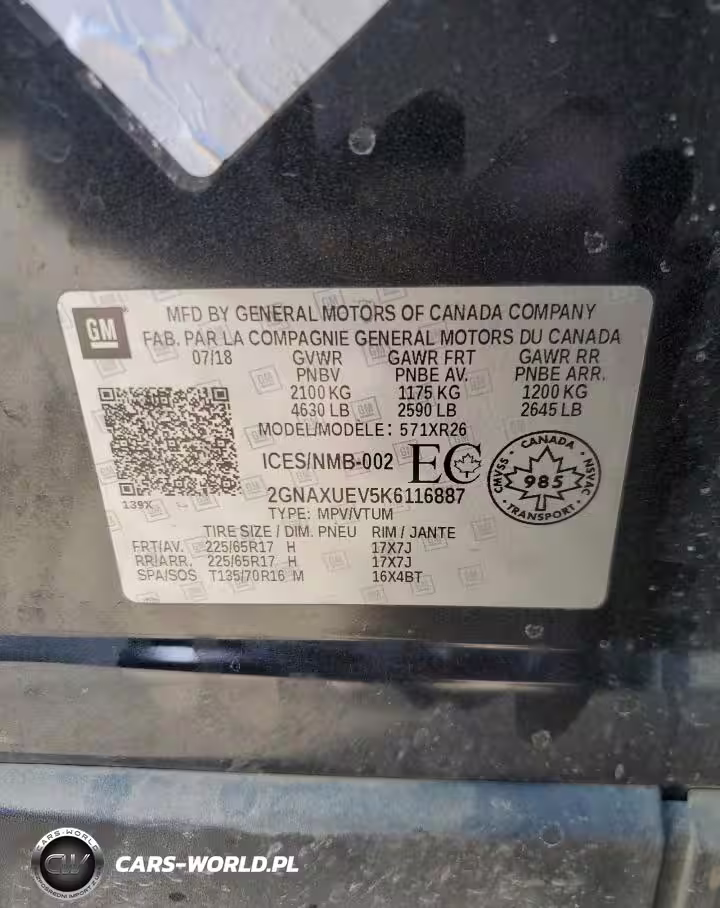 GM
MFD BY GENERAL MOTORS OF CANADA COMPANY
FAB. PAR LA COMPAGNIE GENERAL MOTORS DU CANADA
07/18 GVWR GAWR FRT GAWR RR
PNBV PNBE AV. PNBE ARR.
2100 KG 1175 KG 1200 KG
4630 LB 2590 LB 2645 LB
MODEL/MODELE: 571XR26
ICES/NMB-002 EC
CANADA
CMVSS 985 NSVAC
TRANSPORT
139X
2GNAXUEV5K6116887
TYPE: MPV/VTUM
TIRE SIZE / DIM. PNEU RIM / JANTE
FRT/AV. 225/65R17 H 17X7J
RR/ARR. 225/65R17 H 17X7J
SPA/SOS T135/70R16 M 16X4BT
CARS-WORLD
CW
CARS-WORLD.PL